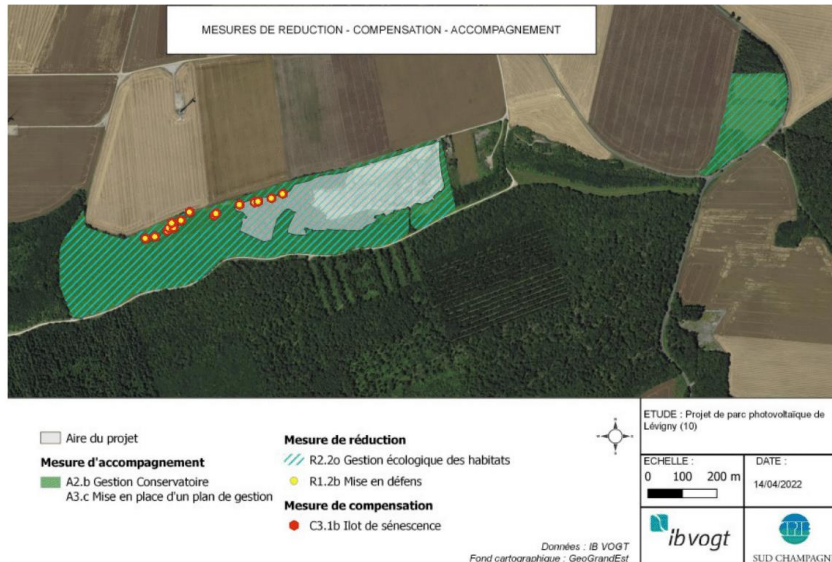 MESURES DE REDUCTION - COMPENSATION - ACCOMPAGNEMENT
Aire du projet
Mesure d'accompagnement
A2.b Gestion Conservatoire
A3.c Mise en place d'un plan de gestion
Mesure de réduction
R2.2o Gestion écologique des habitats
R1.2b Mise en défens
Mesure de compensation
C3.1b Ilot de sénescence
Données : IB VOGT
Fond cartographique : GeoGrandEst
ETUDE : Projet de parc photovoltaïque de
Lévigny (10)
ECHELLE :
0 100 200 m
DATE :
14/04/2022
ib vogt
CPIE
SUD CHAMPAGNE